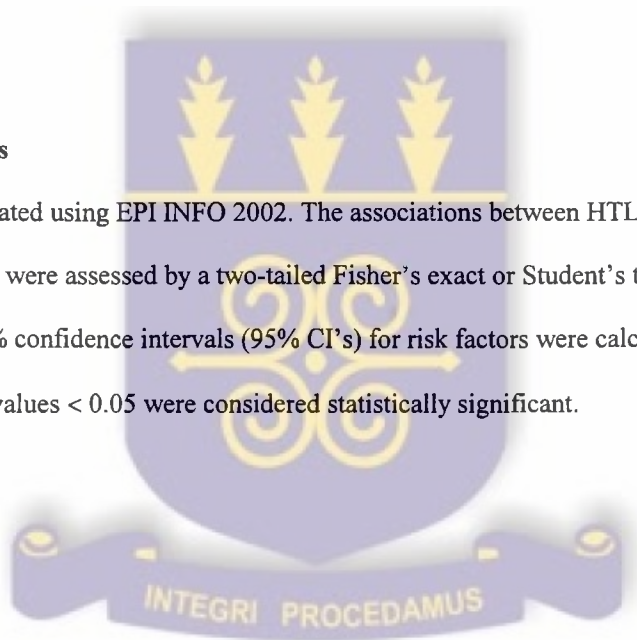 s
ated using EPI INFO 2002. The associations between HTL
were assessed by a two-tailed Fisher's exact or Student's t
% confidence intervals (95% CI's) for risk factors were calc
values < 0.05 were considered statistically significant.
INTEGRI PROCEDAMUS